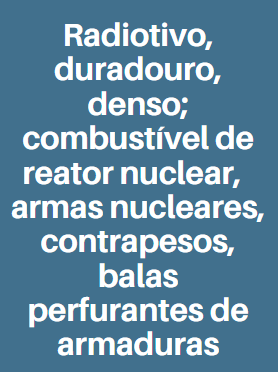 Radiotivo,
duradouro,
denso;
combustível de
reator nuclear,
armas nucleares,
contrapesos,
balas
perfurantes de
armaduras